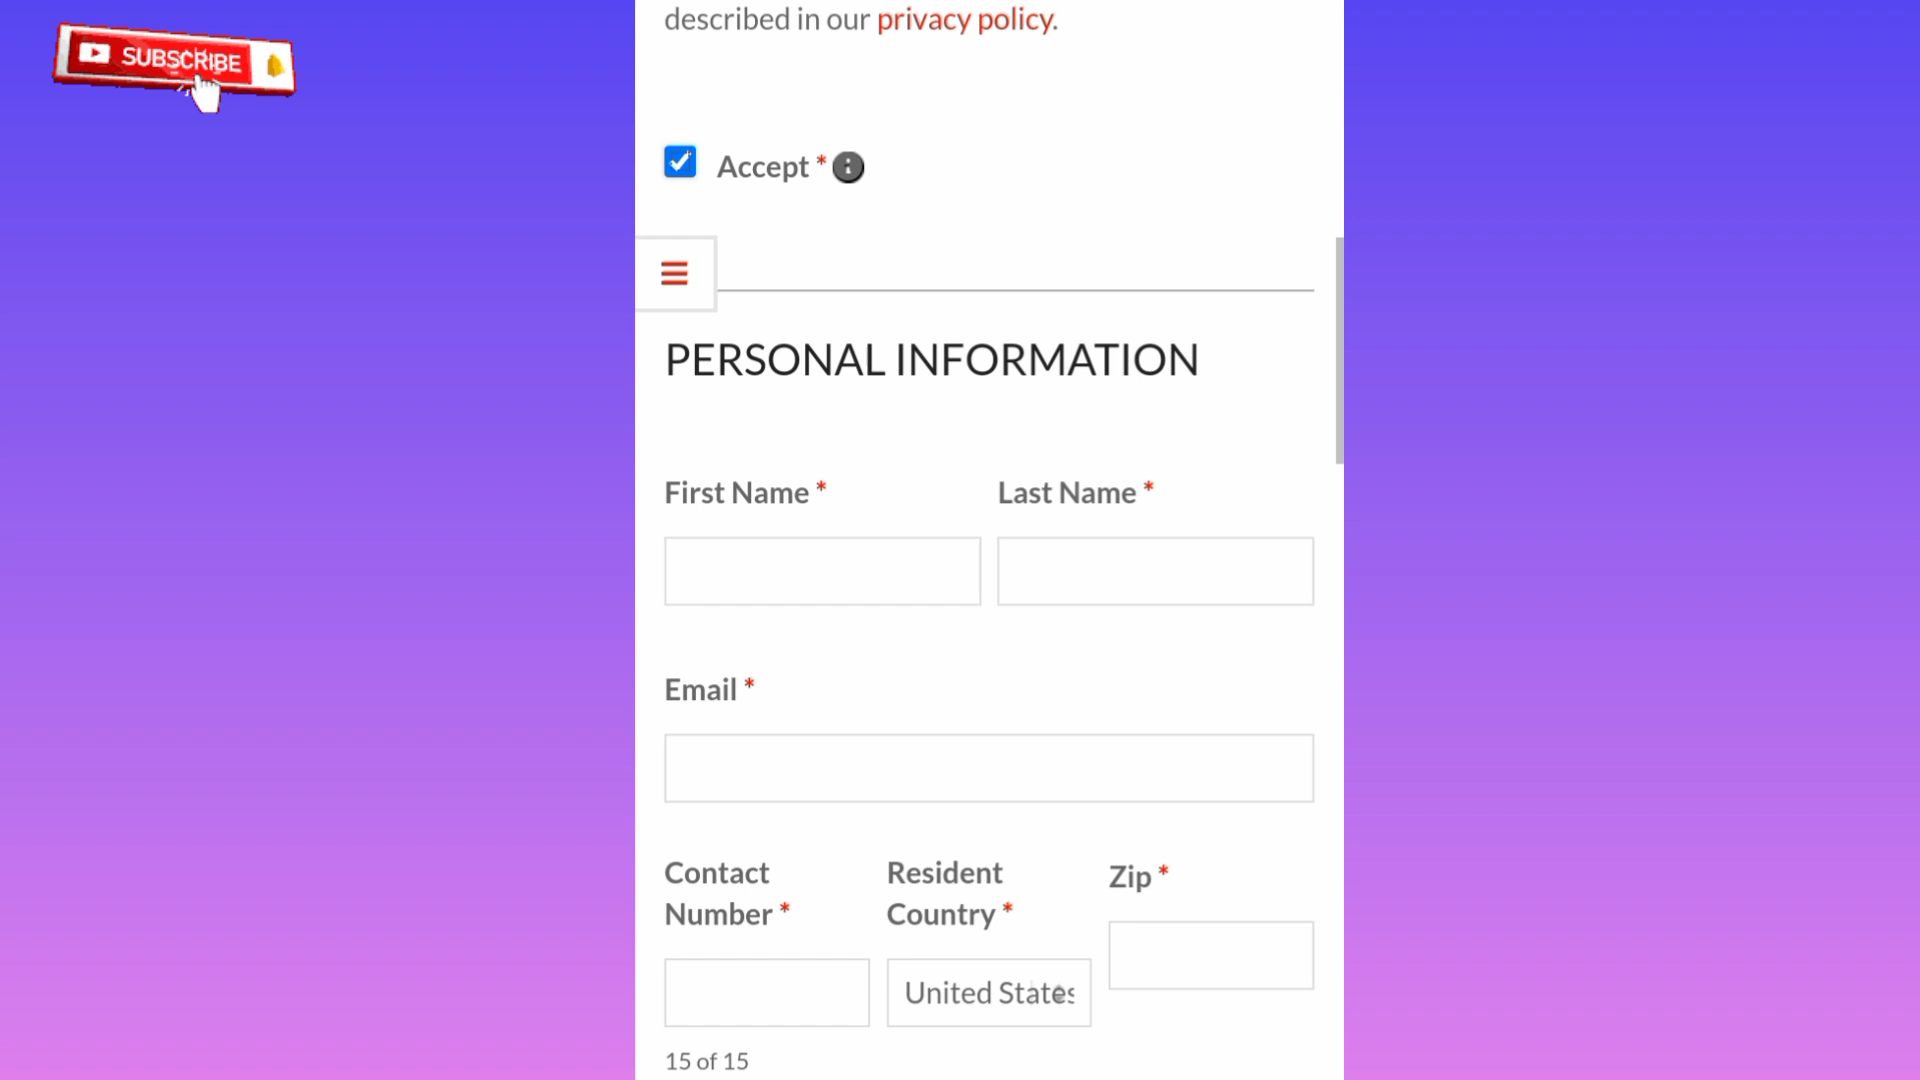 SUBSCRIBE
described in our privacy policy.
Accept *
PERSONAL INFORMATION
First Name * Last Name *
Email *
Contact Number *
Resident Country *
Zip *
United States
15 of 15